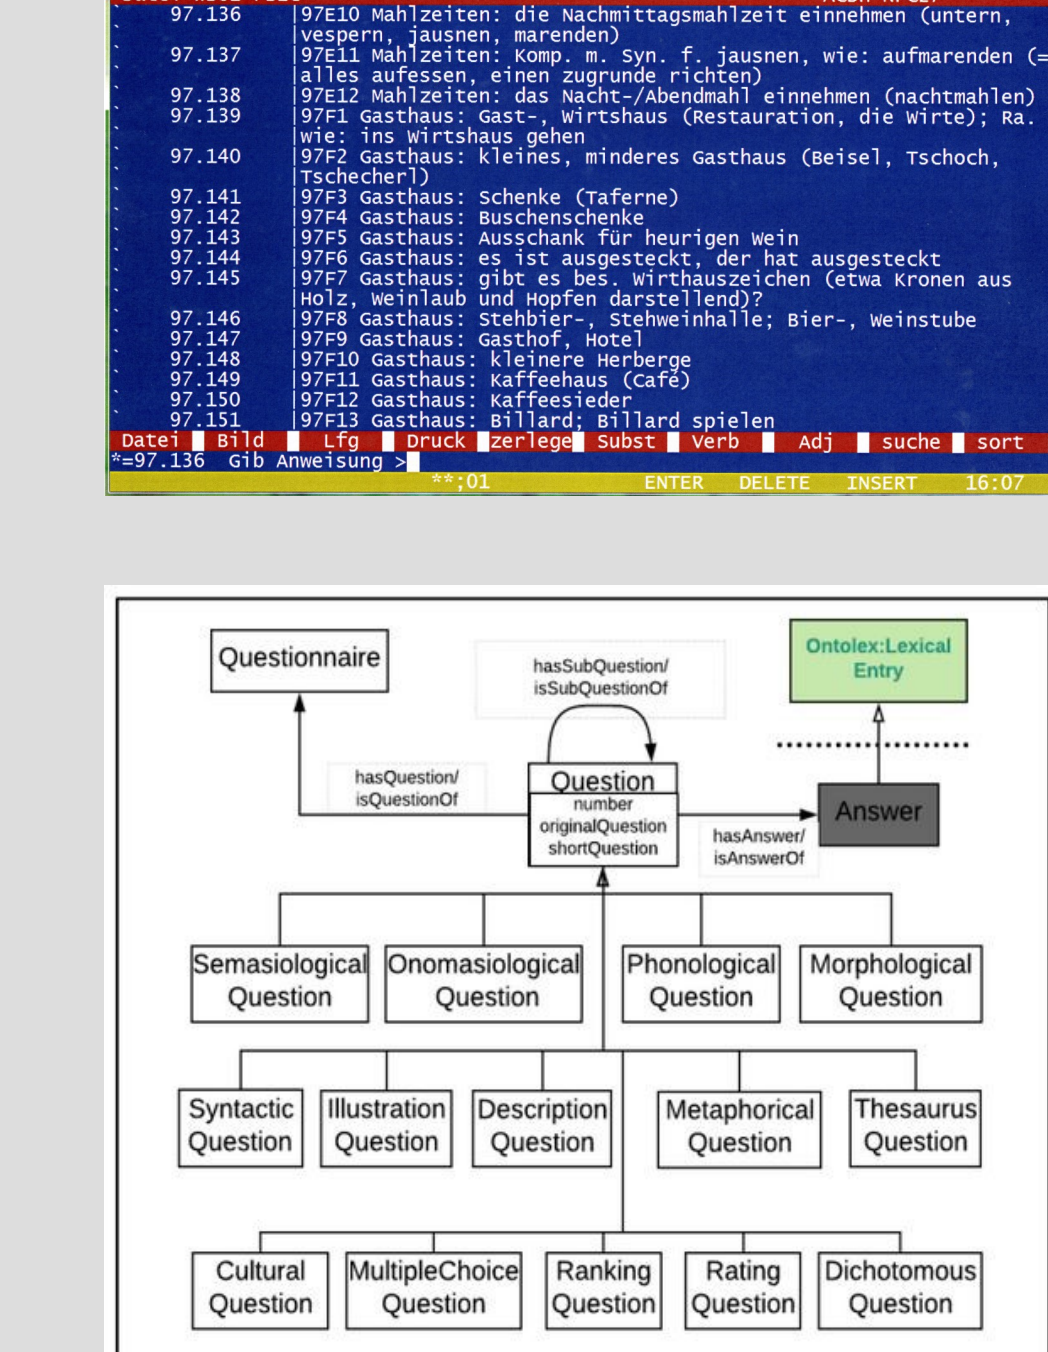 97.136 |97E10 Mahlzeiten: die Nachmittagsmahlzeit einnehmen (untern,
|vespern, jausnen, marenden)
97.137 |97E11 Mahlzeiten: Komp. m. Syn. f. jausnen, wie: aufmarenden (=
|alles aufessen, einen zugrunde richten)
97.138 |97E12 Mahlzeiten: das Nacht-/Abendmahl einnehmen (nachtmahlen)
97.139 |97F1 Gasthaus: Gast-, Wirtshaus (Restauration, die Wirte); Ra.
|wie: ins Wirtshaus gehen
97.140 |97F2 Gasthaus: kleines, minderes Gasthaus (Beisel, Tschoch,
|Tschecherl)
97.141 |97F3 Gasthaus: Schenke (Taferne)
97.142 |97F4 Gasthaus: Buschenschenke
97.143 |97F5 Gasthaus: Ausschank für heurigen Wein
97.144 |97F6 Gasthaus: es ist ausgesteckt, der hat ausgesteckt
97.145 |97F7 Gasthaus: gibt es bes. Wirthauszeichen (etwa Kronen aus
|Holz, Weinlaub und Hopfen darstellend)?
97.146 |97F8 Gasthaus: Stehbier-, Stehweinhalle; Bier-, Weinstube
97.147 |97F9 Gasthaus: Gasthof, Hotel
97.148 |97F10 Gasthaus: kleinere Herberge
97.149 |97F11 Gasthaus: Kaffeehaus (Café)
97.150 |97F12 Gasthaus: Kaffeesieder
97.151 |97F13 Gasthaus: Billard; Billard spielen
Datei Bild Lfg Druck zerlege Subst Verb Adj suche sort
*=97.136 Gib Anweisung >
**;01 ENTER DELETE INSERT 16:07
Questionnaire
hasSubQuestion/
isSubQuestionOf
Ontolex:Lexical
Entry
hasQuestion/
isQuestionOf
Question
number
originalQuestion
shortQuestion
hasAnswer/
isAnswerOf
Answer
Semasiological
Question
Onomasiological
Question
Phonological
Question
Morphological
Question
Syntactic
Question
Illustration
Question
Description
Question
Metaphorical
Question
Thesaurus
Question
Cultural
Question
MultipleChoice
Question
Ranking
Question
Rating
Question
Dichotomous
Question